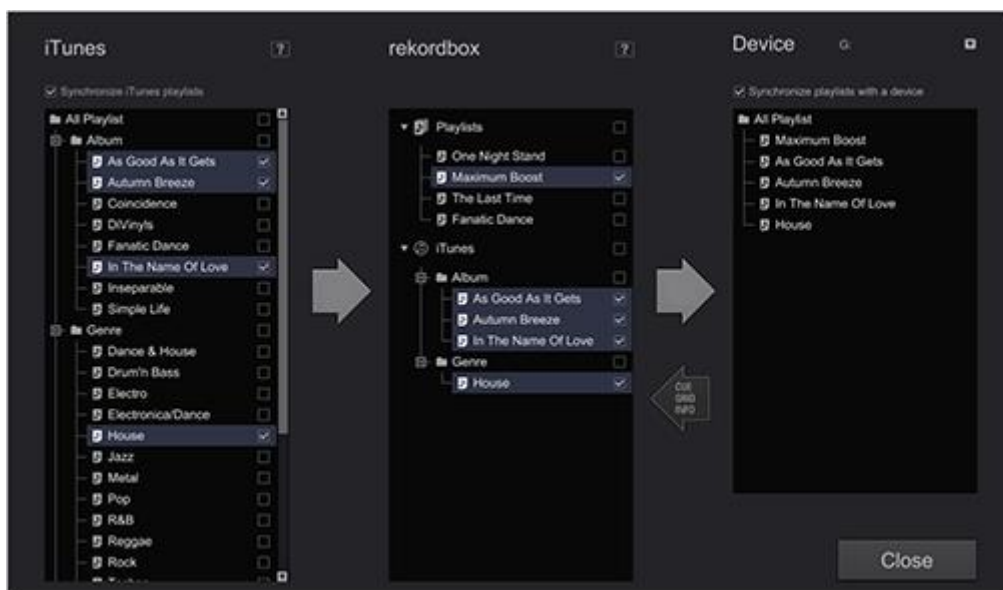 iTunes
?
Synchronize iTunes playlists
All Playlist
Album
As Good As It Gets
Autumn Breeze
Coincidence
DiVinyls
Fanatic Dance
In The Name Of Love
Inseparable
Simple Life
Genre
Dance & House
Drum'n Bass
Electro
Electronica/Dance
House
Jazz
Metal
Pop
R&B
Reggae
Rock
rekordbox
?
Playlists
One Night Stand
Maximum Boost
The Last Time
Fanatic Dance
iTunes
Album
As Good As It Gets
Autumn Breeze
In The Name Of Love
Genre
House
CUE
GRID
INFO
Device
G:
Synchronize playlists with a device
All Playlist
Maximum Boost
As Good As It Gets
Autumn Breeze
In The Name Of Love
House
Close